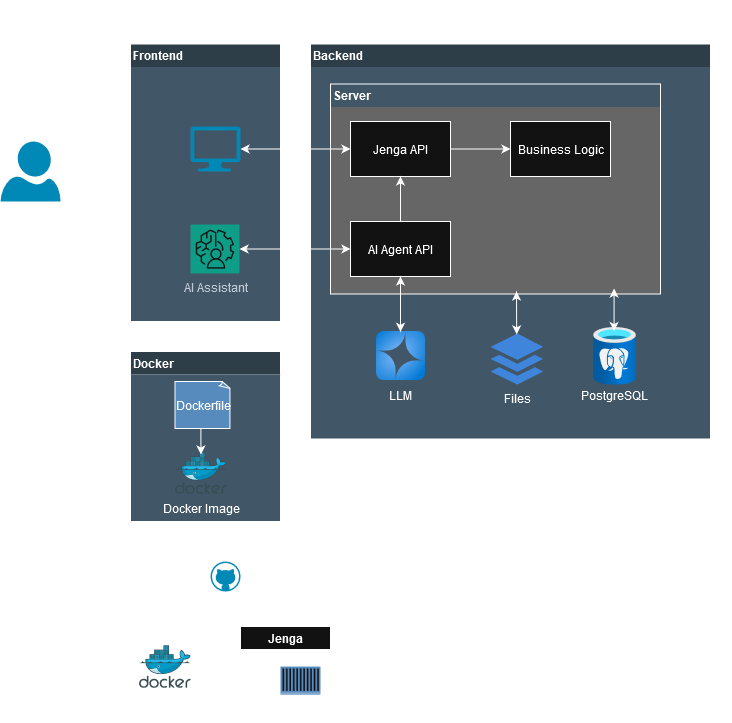 Frontend
Backend
Server
Jenga API
Business Logic
AI Agent API
AI Assistant
LLM
Files
PostgreSQL
Docker
Dockerfile
docker
Docker Image
Jenga
docker